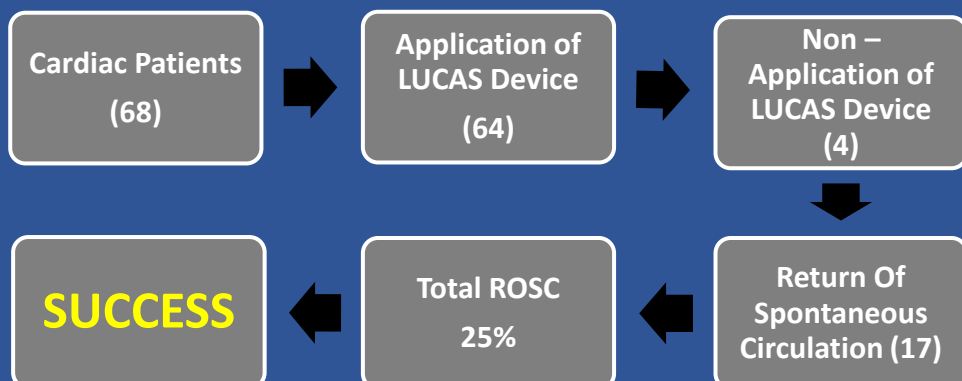 Cardiac Patients
(68)
Application of
LUCAS Device
(64)
Non –
Application of
LUCAS Device
(4)
Return Of
Spontaneous
Circulation (17)
Total ROSC
25%
SUCCESS